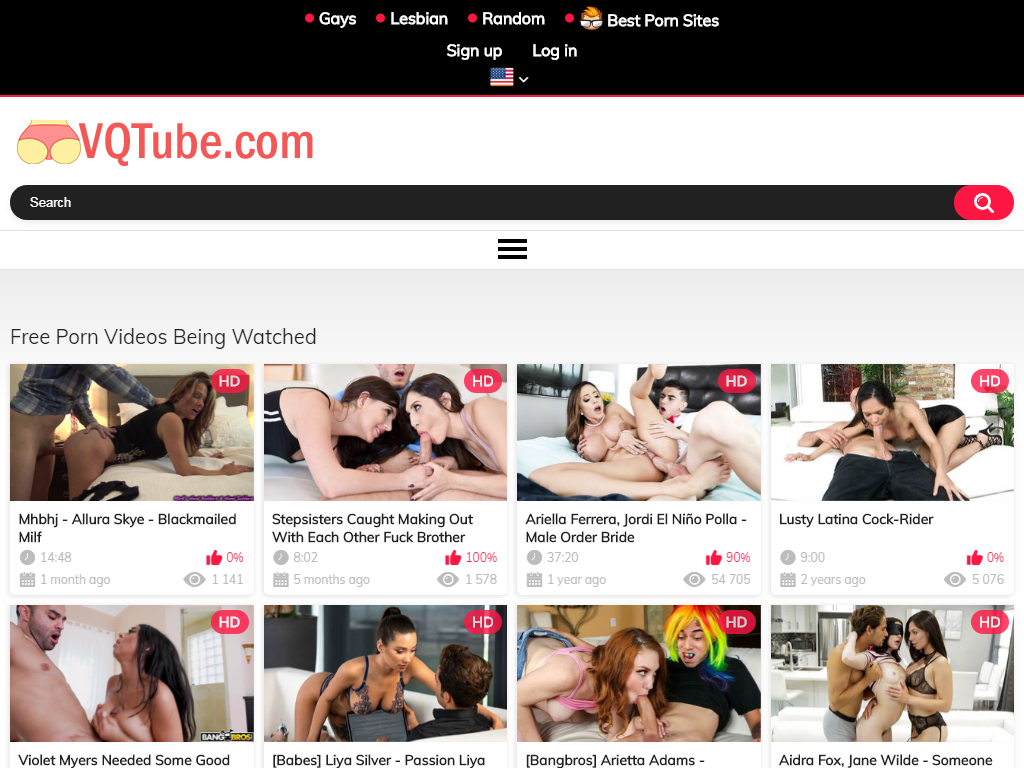 Gays Lesbian Random Best Porn Sites
Sign up Log in
VQTube.com
Search
Free Porn Videos Being Watched
HD HD HD HD
Mhbhj - Allura Skye - Blackmailed
Milf
14:48 0%
1 month ago 1 141
Stepsisters Caught Making Out
With Each Other Fuck Brother
8:02 100%
5 months ago 1 578
Ariella Ferrera, Jordi El Niño Polla -
Male Order Bride
37:20 90%
1 year ago 54 705
Lusty Latina Cock-Rider
9:00 0%
2 years ago 5 076
HD HD HD HD
BANGBROS
Violet Myers Needed Some Good
[Babes] Liya Silver - Passion Liya
[Bangbros] Arietta Adams -
Aidra Fox, Jane Wilde - Someone